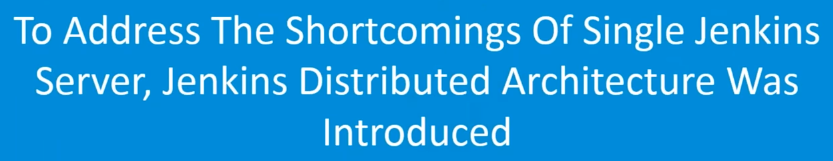 To Address The Shortcomings Of Single Jenkins
Server, Jenkins Distributed Architecture Was
Introduced